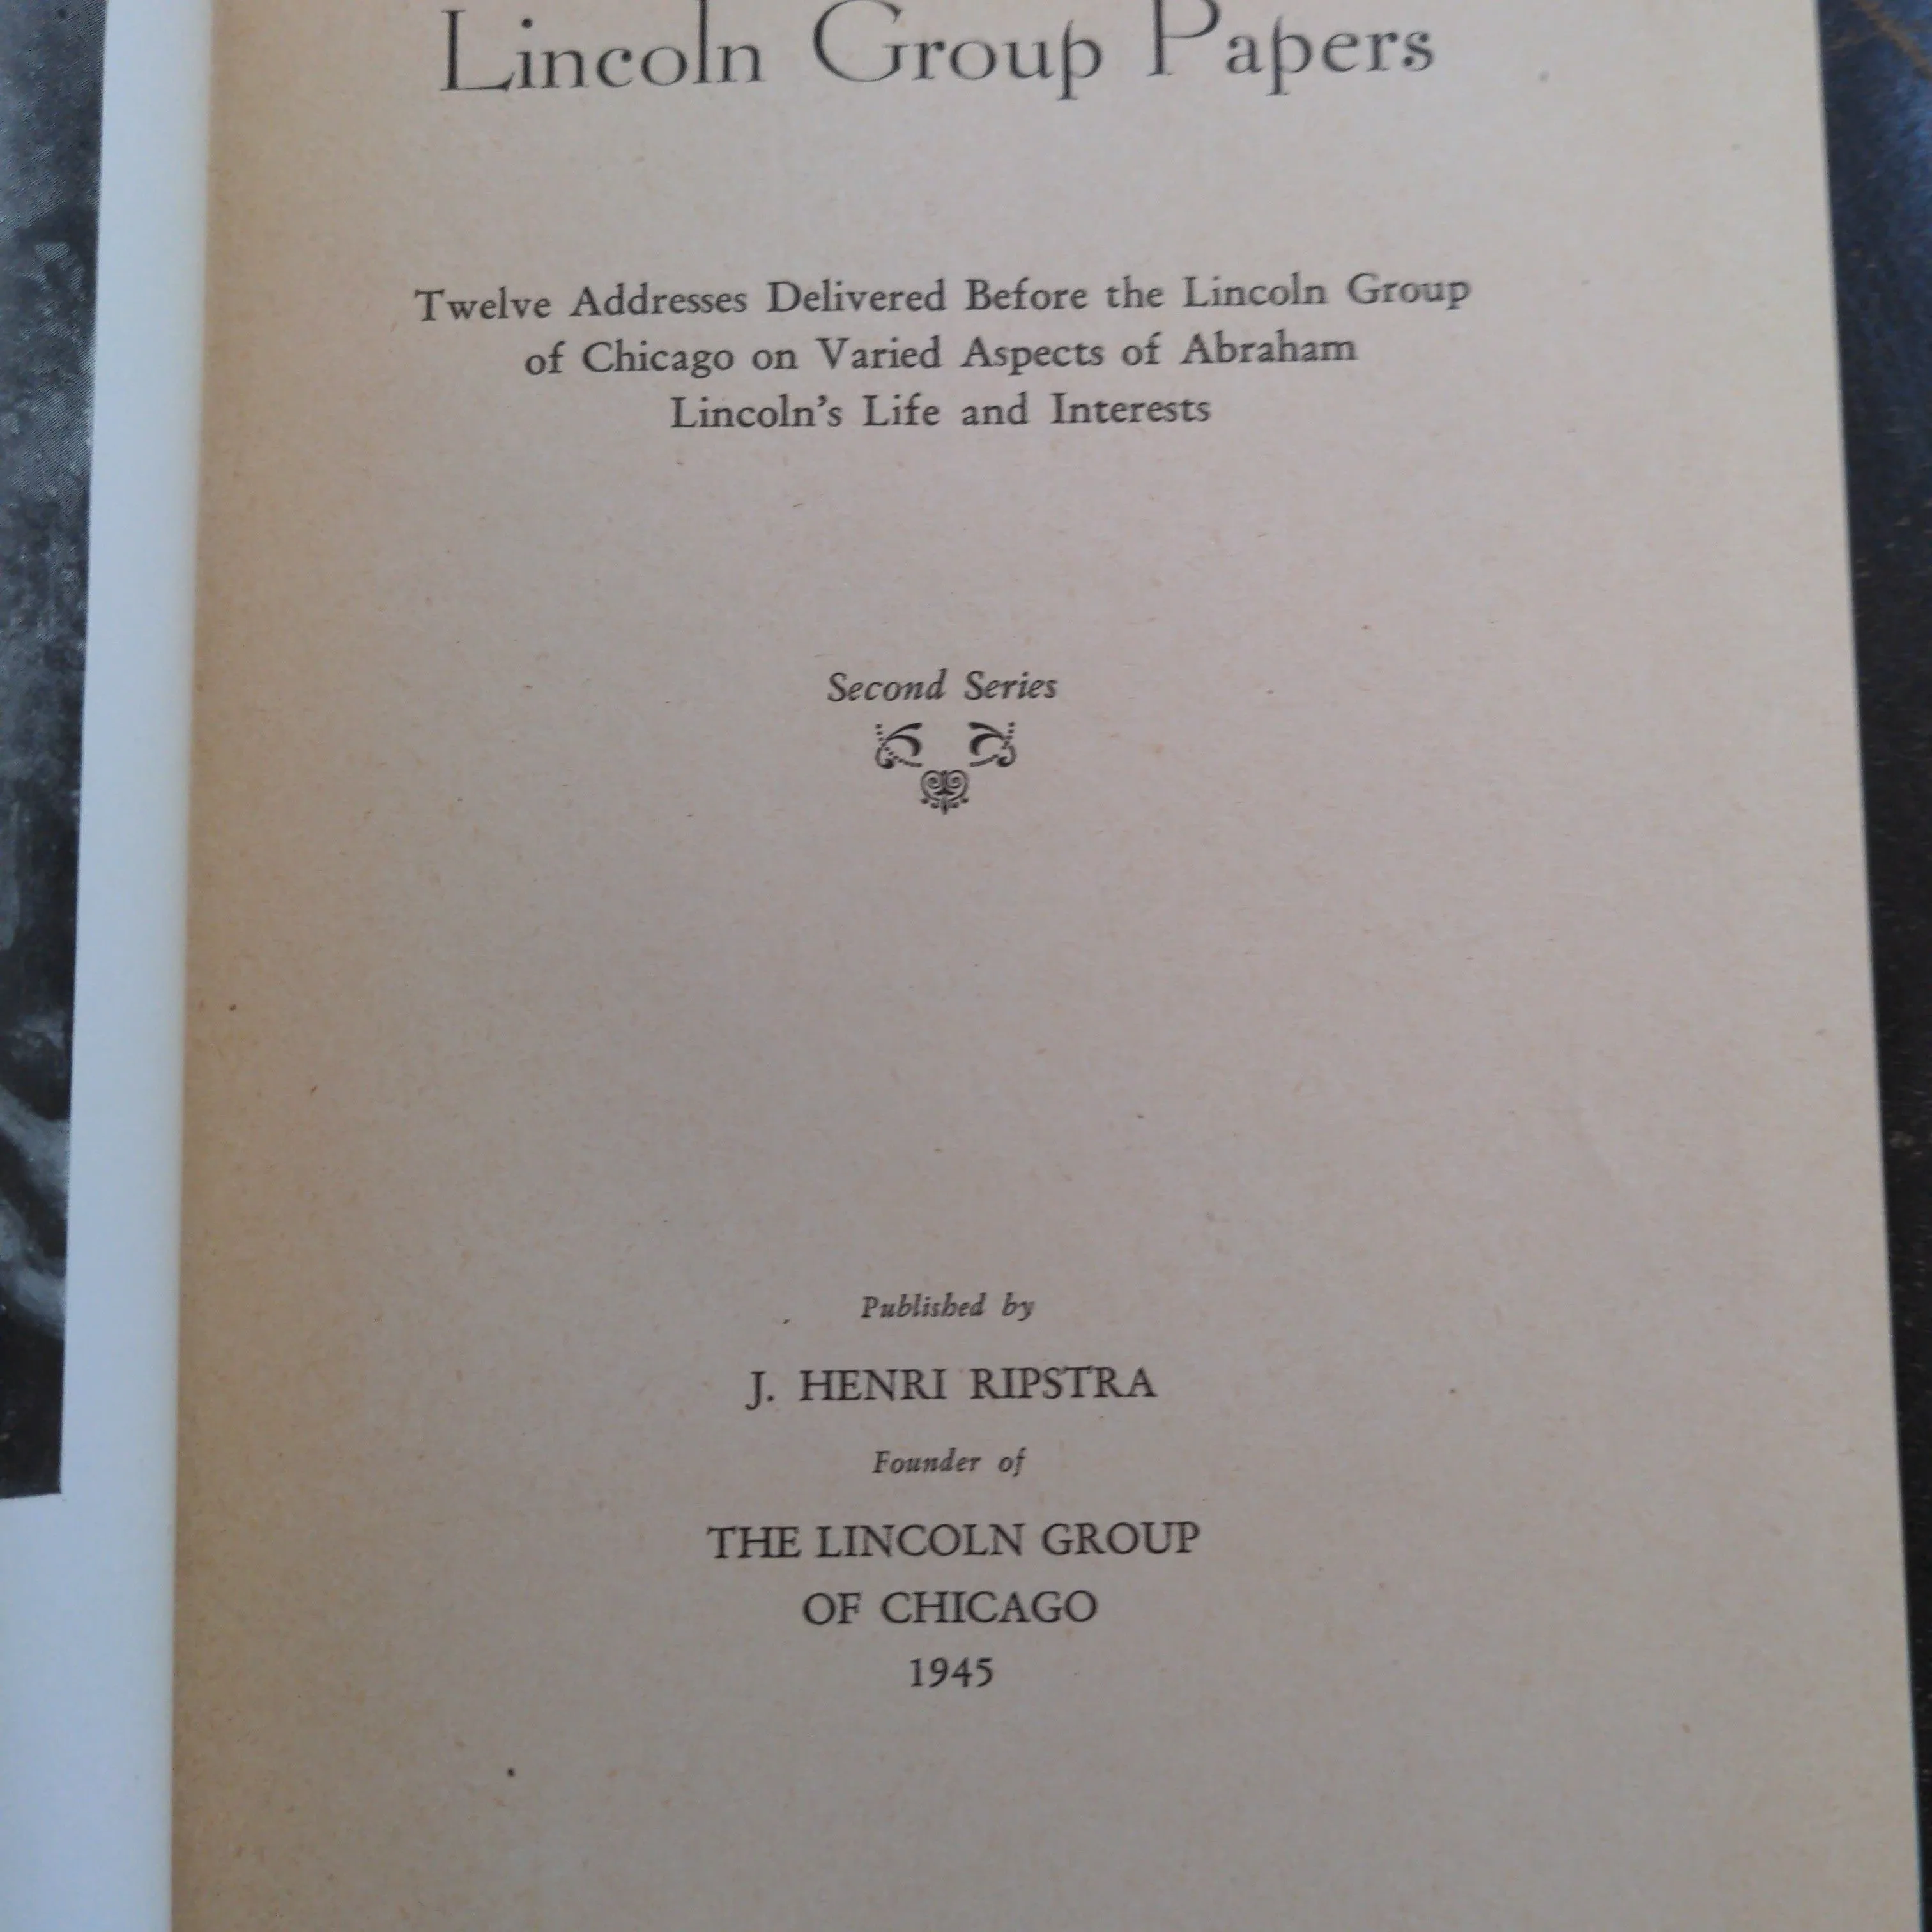 Lincoln Group Papers
Twelve Addresses Delivered Before the Lincoln Group
of Chicago on Varied Aspects of Abraham
Lincoln's Life and Interests
Second Series
Published by
J. HENRI RIPSTRA
Founder of
THE LINCOLN GROUP
OF CHICAGO
1945